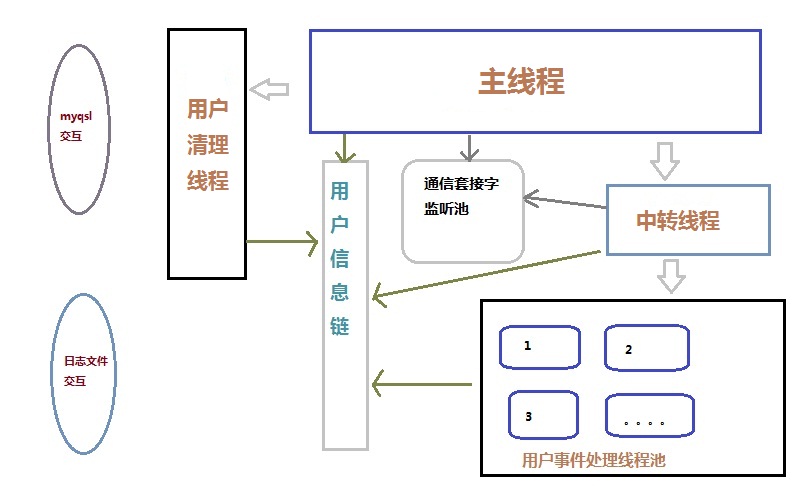 主线程
用户
清理
线程
myqsl
交互
用
户
信
息
链
通信套接字
监听池
中转线程
日志文件
交互
1
2
3
。。。。
用户事件处理线程池